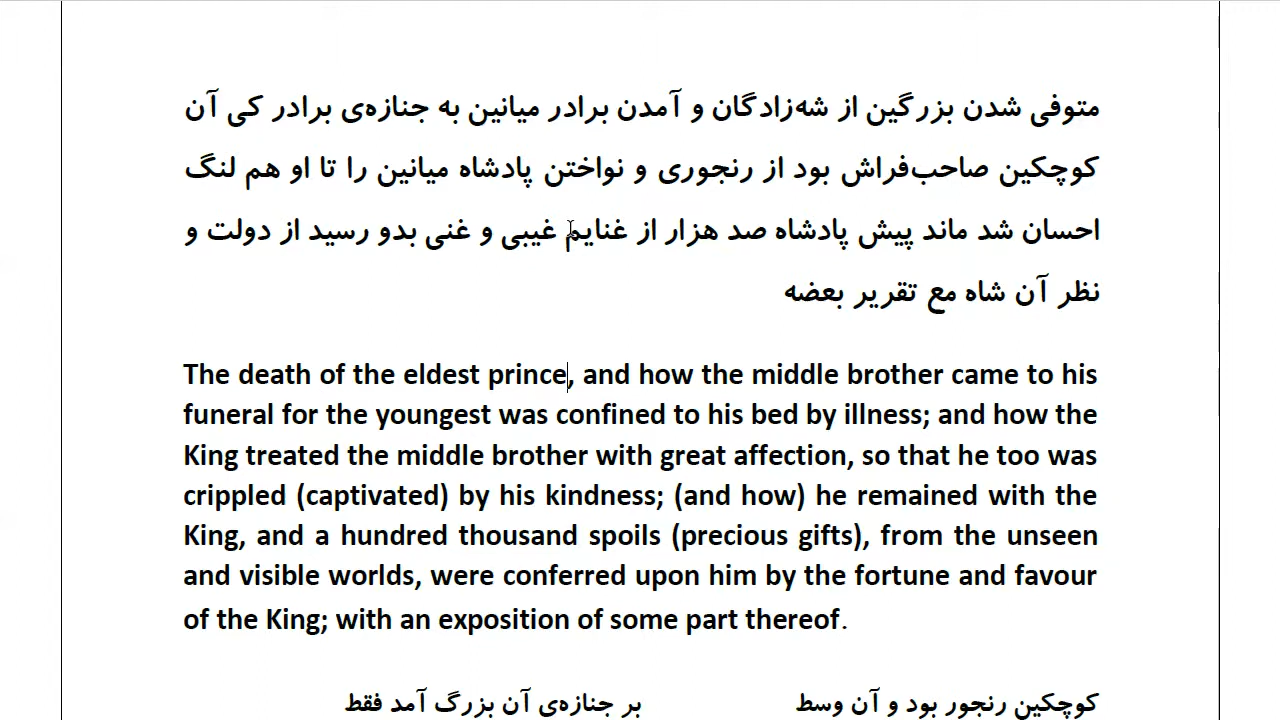 متوفی شدن بزرگین از شه‌زادگان و آمدن برادر میانین به جنازه‌ی برادر کی آن
کوچکین صاحب‌فراش بود از رنجوری و نواختن پادشاه میانین را تا او هم لنگ
احسان شد ماند پیش پادشاه صد هزار از غنایم غیبی و غنی بدو رسید از دولت و
نظر آن شاه مع تقریر بعضه
The death of the eldest prince, and how the middle brother came to his
funeral for the youngest was confined to his bed by illness; and how the
King treated the middle brother with great affection, so that he too was
crippled (captivated) by his kindness; (and how) he remained with the
King, and a hundred thousand spoils (precious gifts), from the unseen
and visible worlds, were conferred upon him by the fortune and favour
of the King; with an exposition of some part thereof.
کوچکین رنجور بود و آن وسط بر جنازه‌ی آن بزرگ آمد فقط